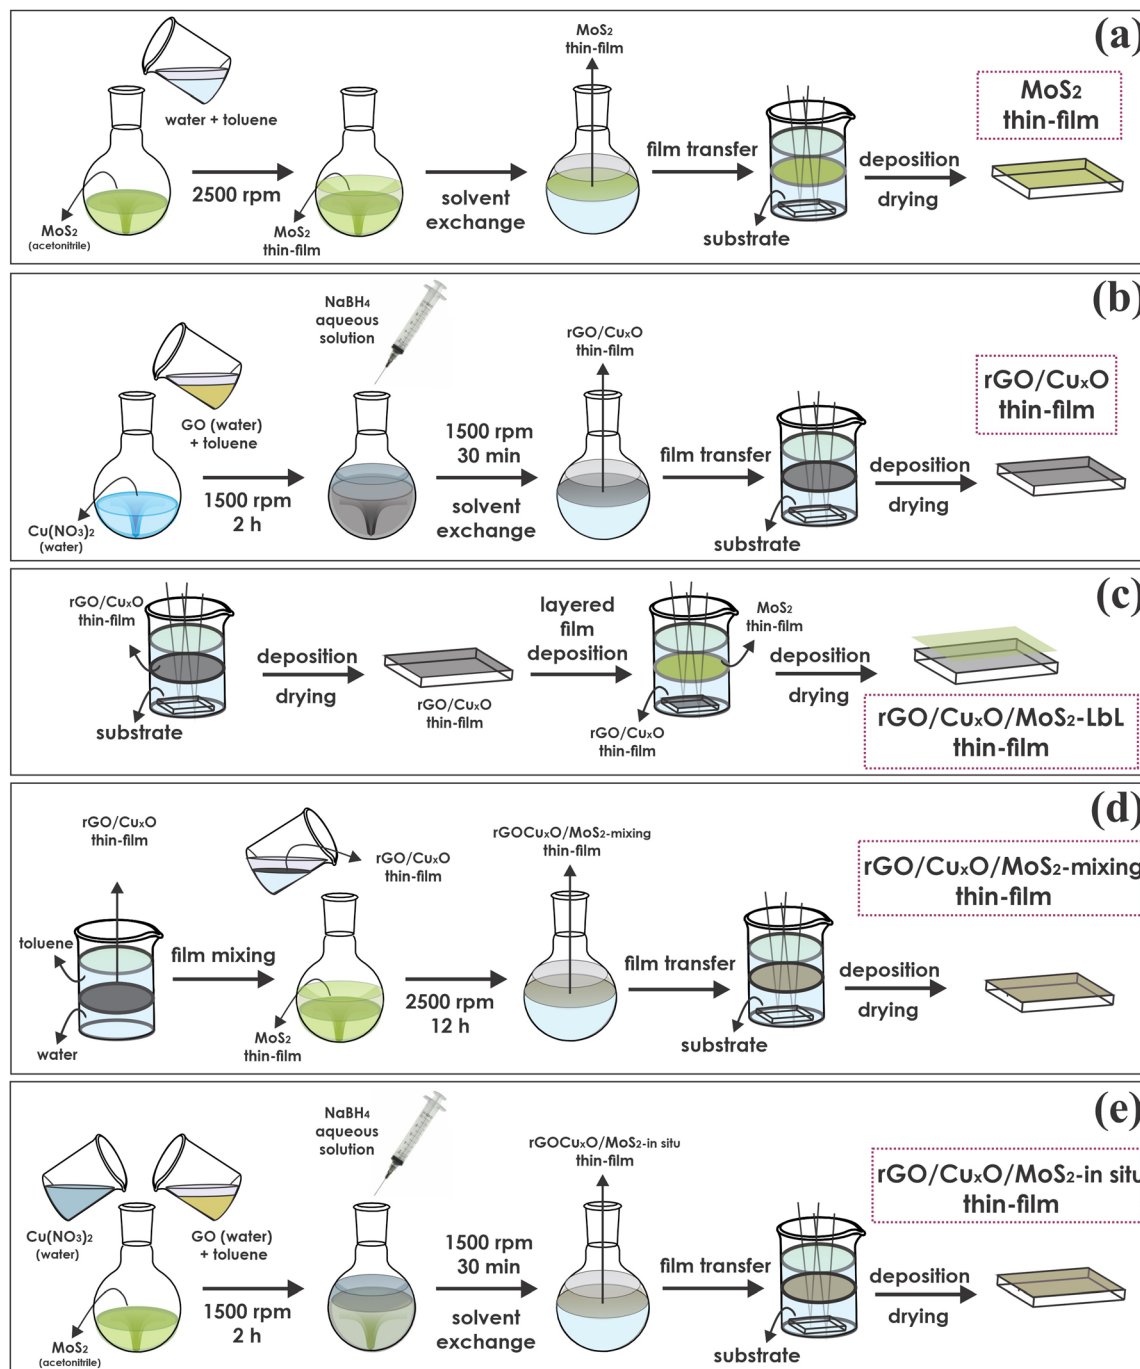 (a)
water + toluene
MoS₂
(acetonitrile)
2500 rpm
MoS₂
thin-film
solvent
exchange
MoS₂
thin-film
film transfer
substrate
deposition
drying
MoS₂
thin-film
(b)
Cu(NO₃)₂
(water)
GO (water)
+ toluene
1500 rpm
2 h
NaBH₄
aqueous
solution
1500 rpm
30 min
solvent
exchange
rGO/CuₓO
thin-film
film transfer
substrate
deposition
drying
rGO/CuₓO
thin-film
(c)
rGO/CuₓO
thin-film
substrate
deposition
drying
rGO/CuₓO
thin-film
layered
film
deposition
MoS₂
thin-film
rGO/CuₓO
thin-film
deposition
drying
rGO/CuₓO/MoS₂-LbL
thin-film
(d)
rGO/CuₓO
thin-film
toluene
water
film mixing
rGO/CuₓO
thin-film
MoS₂
thin-film
2500 rpm
12 h
rGOCuₓO/MoS₂-mixing
thin-film
film transfer
substrate
deposition
drying
rGO/CuₓO/MoS₂-mixing
thin-film
(e)
Cu(NO₃)₂
(water)
GO (water)
+ toluene
MoS₂
(acetonitrile)
1500 rpm
2 h
NaBH₄
aqueous
solution
1500 rpm
30 min
solvent
exchange
rGOCuₓO/MoS₂-in situ
thin-film
film transfer
substrate
deposition
drying
rGO/CuₓO/MoS₂-in situ
thin-film